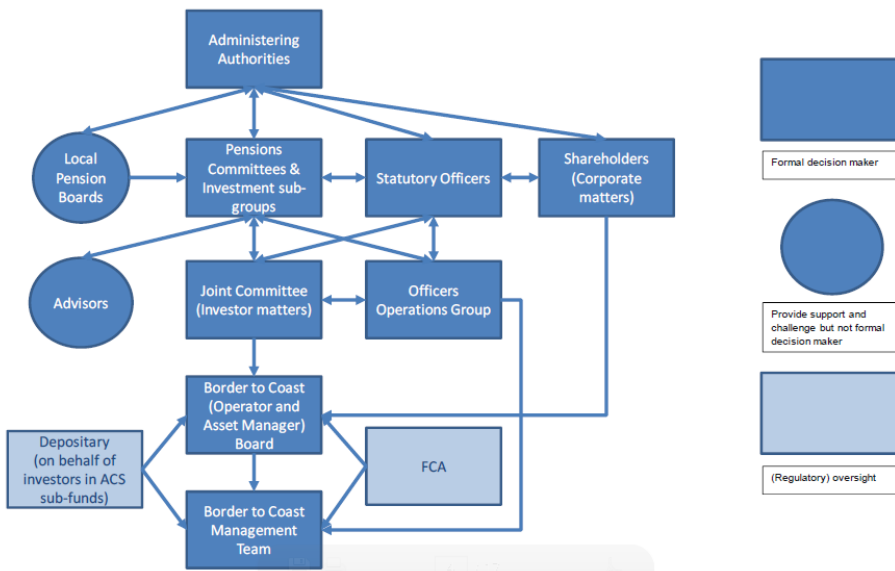 Administering
Authorities
Local
Pension
Boards
Pensions
Committees &
Investment sub-
groups
Statutory Officers
Shareholders
(Corporate
matters)
Advisors
Joint Committee
(Investor matters)
Officers
Operations Group
Border to Coast
(Operator and
Asset Manager)
Board
Depositary
(on behalf of
investors in ACS
sub-funds)
FCA
Border to Coast
Management
Team
Formal decision maker
Provide support and
challenge but not formal
decision maker
(Regulatory) oversight